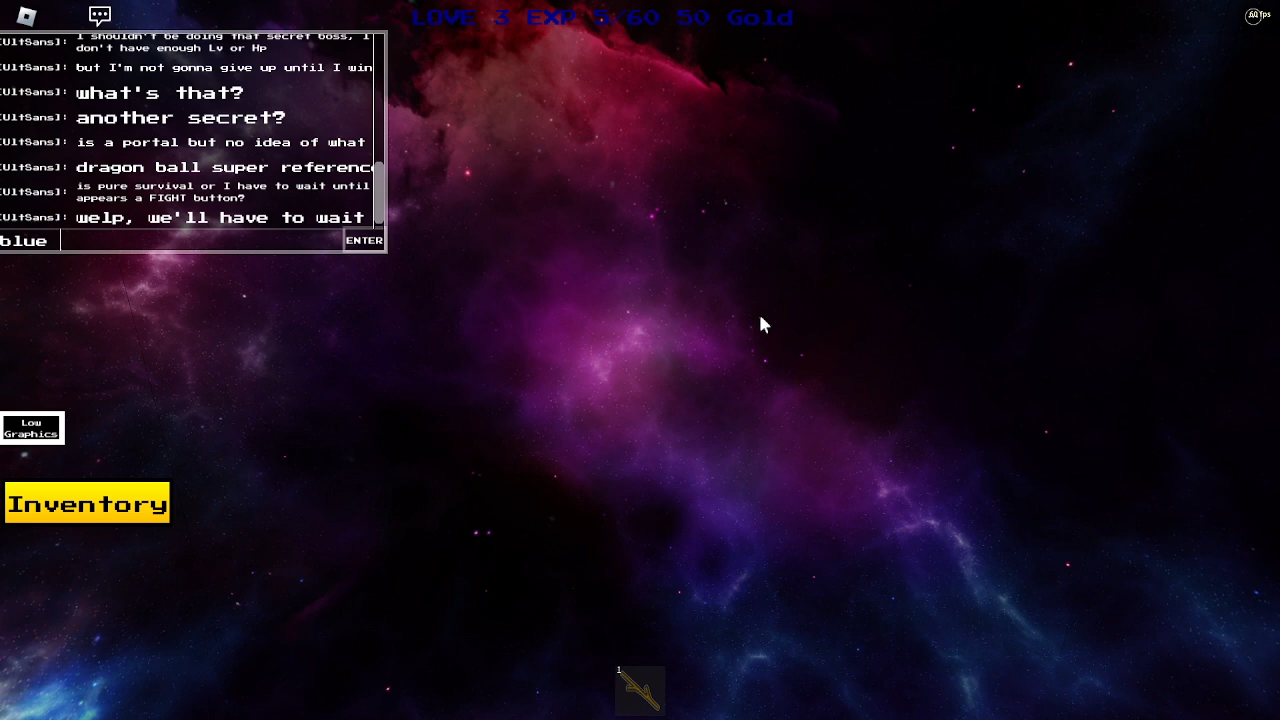 LOVE 3 EXP 5/60 50 Gold
fps
[UltSans]: I shouldn't be doing that secret boss, I
don't have enough Lv or Hp
[UltSans]: but I'm not gonna give up until I win
[UltSans]: what's that?
[UltSans]: another secret?
[UltSans]: is a portal but no idea of what
[UltSans]: dragon ball super reference
[UltSans]: is pure survival or I have to wait until
appears a FIGHT button?
[UltSans]: welp, we'll have to wait
blue
ENTER
Low
Graphics
Inventory
1